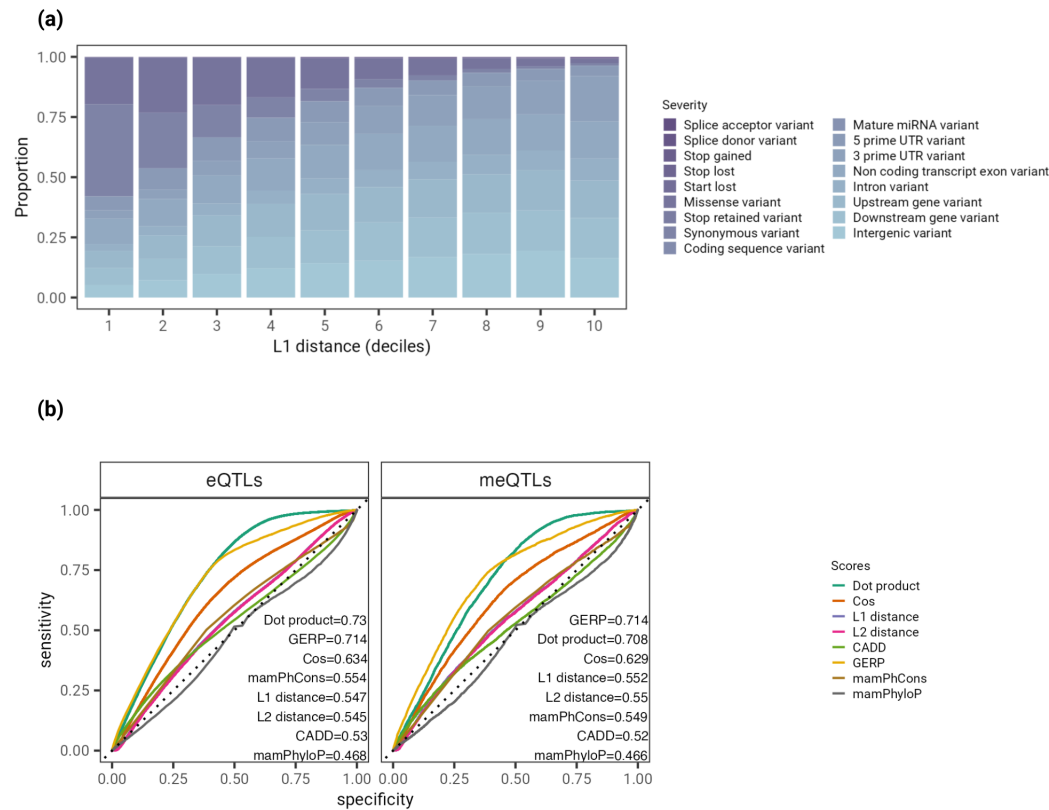 (a)
Proportion
1.00
0.75
0.50
0.25
0.00
1 2 3 4 5 6 7 8 9 10
L1 distance (deciles)
Severity
Splice acceptor variant
Splice donor variant
Stop gained
Stop lost
Start lost
Missense variant
Stop retained variant
Synonymous variant
Coding sequence variant
Mature miRNA variant
5 prime UTR variant
3 prime UTR variant
Non coding transcript exon variant
Intron variant
Upstream gene variant
Downstream gene variant
Intergenic variant
(b)
eQTLs
meQTLs
sensitivity
1.00
0.75
0.50
0.25
0.00
Dot product=0.73
GERP=0.714
Cos=0.634
mamPhCons=0.554
L1 distance=0.547
L2 distance=0.545
CADD=0.53
mamPhyloP=0.468
GERP=0.714
Dot product=0.708
Cos=0.629
L1 distance=0.552
L2 distance=0.55
mamPhCons=0.549
CADD=0.52
mamPhyloP=0.466
0.00 0.25 0.50 0.75 1.00
0.00 0.25 0.50 0.75 1.00
specificity
Scores
Dot product
Cos
L1 distance
L2 distance
CADD
GERP
mamPhCons
mamPhyloP